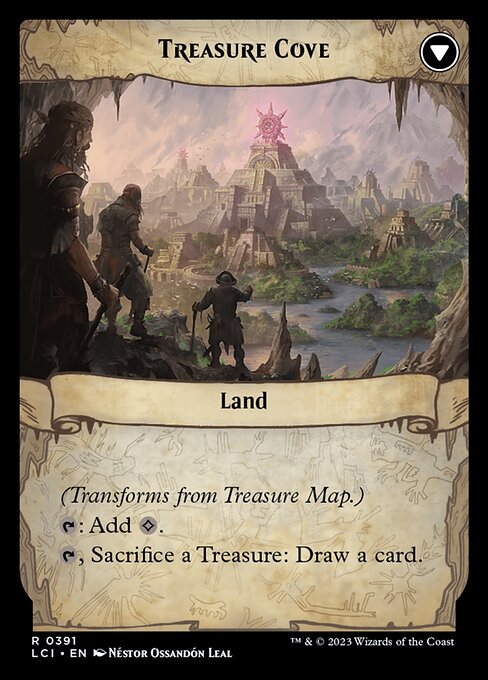 Treasure Cove
Land
(Transforms from Treasure Map.)
: Add .
, Sacrifice a Treasure: Draw a card.
R 0391
LCI • EN Néstor Ossandón Leal
™ & © 2023 Wizards of the Coast